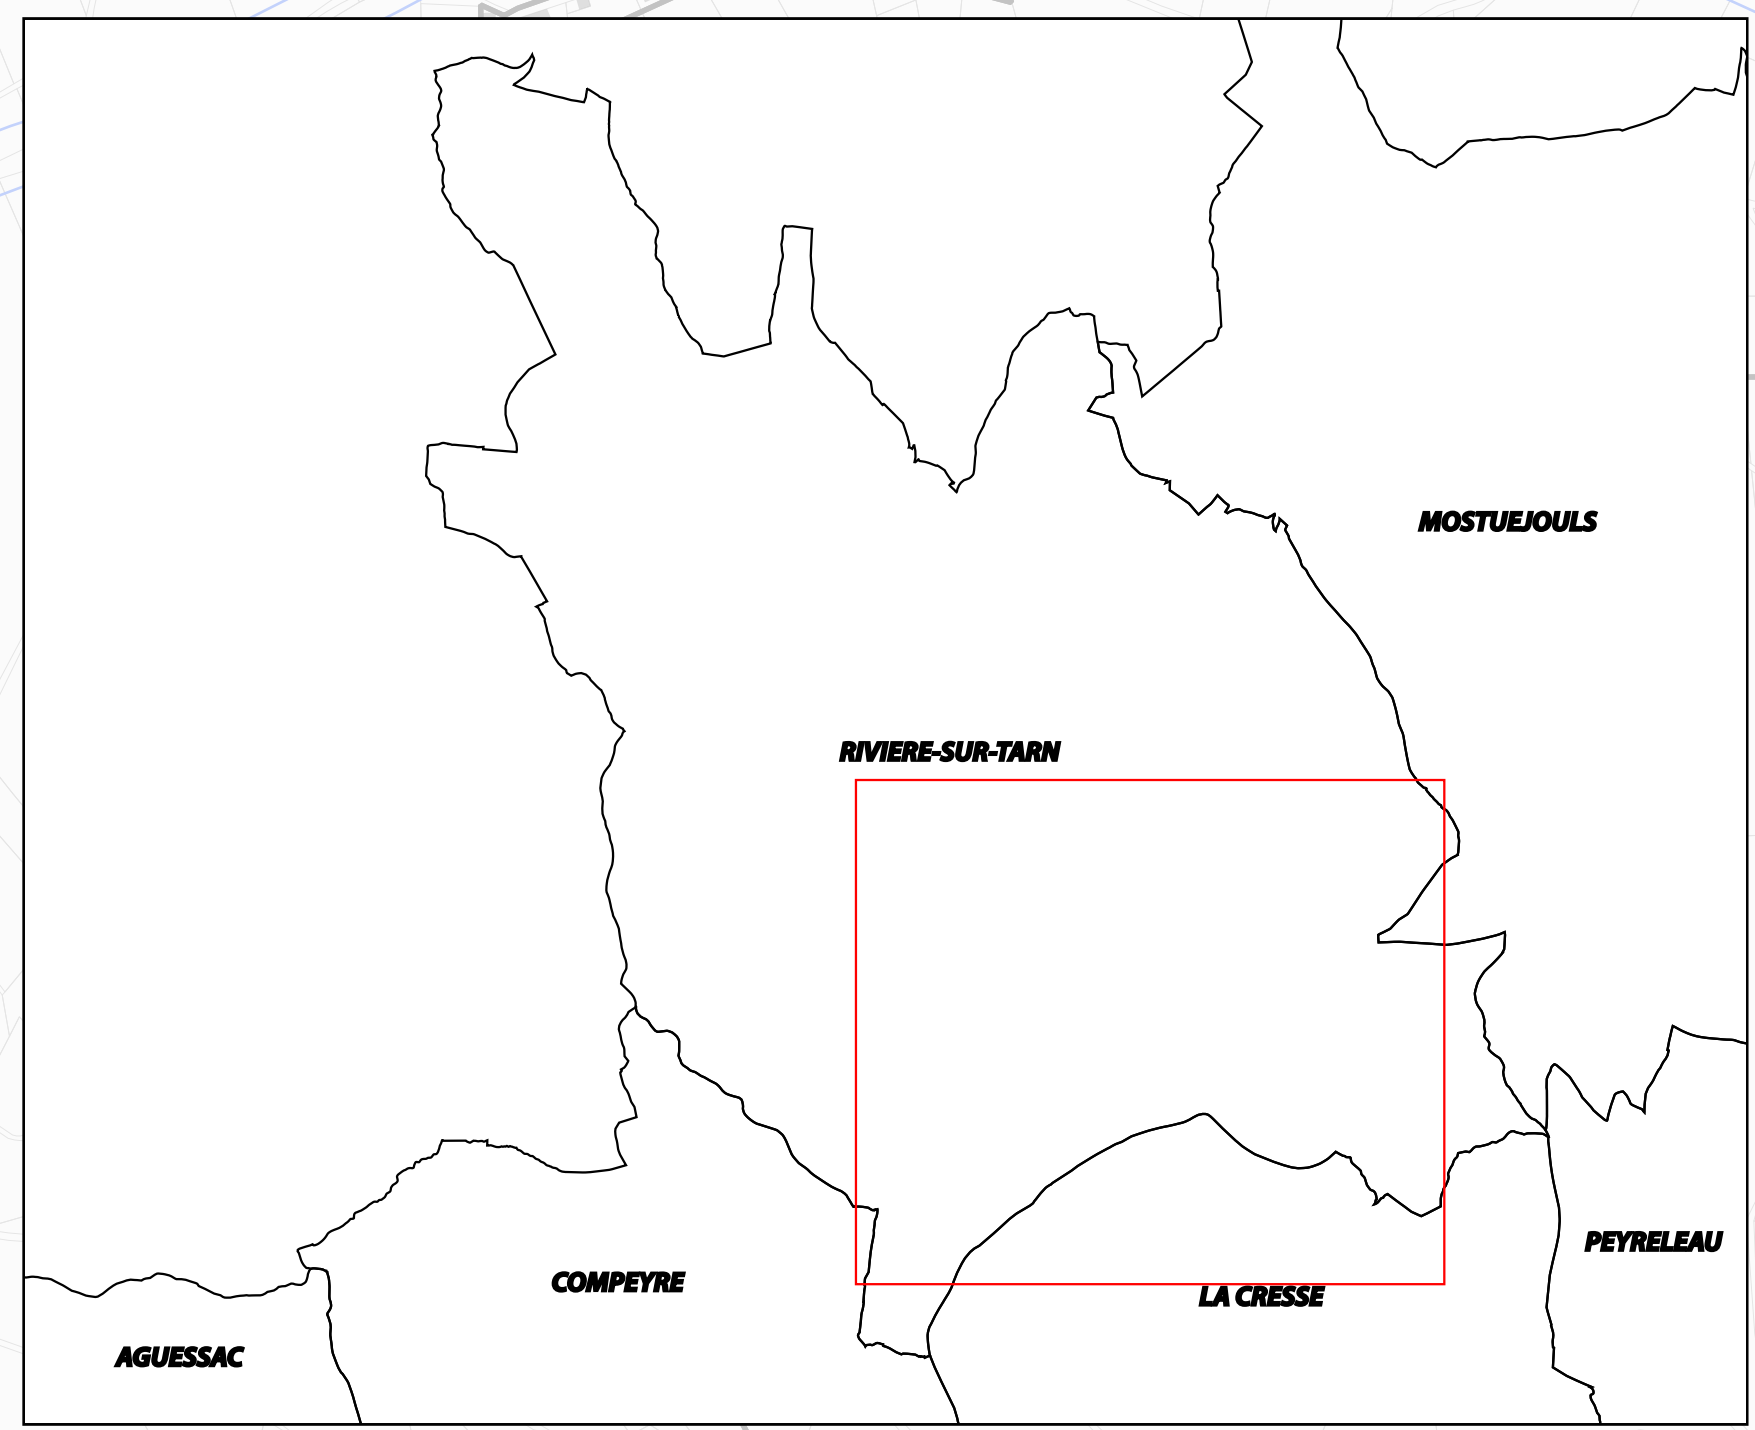 MOSTUEJOULS
RIVIERE-SUR-TARN
PEYRELEAU
COMPEYRE
LA CRESSE
AGUESSAC